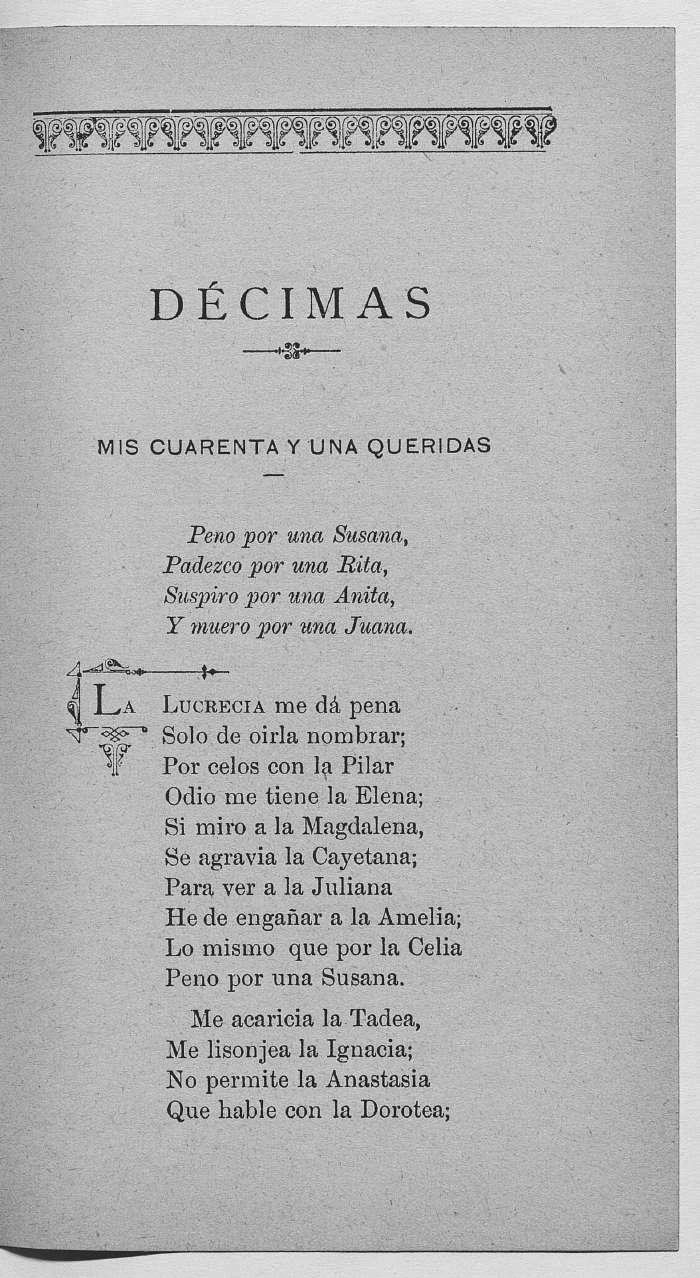 DÉCIMAS
MIS CUARENTA Y UNA QUERIDAS
Peno por una Susana,
Padezco por una Rita,
Suspiro por una Anita,
Y muero por una Juana.
LA LUCRECIA me dá pena
Solo de oirla nombrar;
Por celos con la Pilar
Odio me tiene la Elena;
Si miro a la Magdalena,
Se agravia la Cayetana;
Para ver a la Juliana
He de engañar a la Amelia;
Lo mismo que por la Celia
Peno por una Susana.
Me acaricia la Tadea,
Me lisonjea la Ignacia;
No permite la Anastasia
Que hable con la Dorotea;